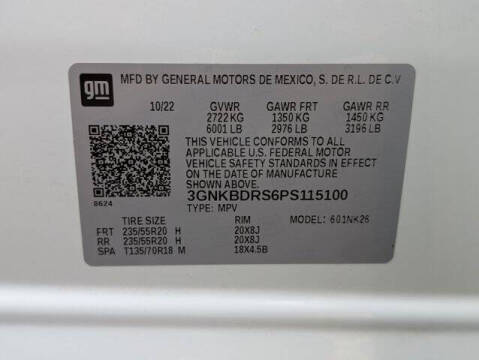 gm
MFD BY GENERAL MOTORS DE MEXICO, S. DE R.L. DE C.V
10/22 GVWR GAWR FRT GAWR RR
2722 KG 1350 KG 1450 KG
6001 LB 2976 LB 3196 LB
THIS VEHICLE CONFORMS TO ALL
APPLICABLE U.S. FEDERAL MOTOR
VEHICLE SAFETY STANDARDS IN EFFECT
ON THE DATE OF MANUFACTURE SHOWN ABOVE.
8624
3GNKBDRS6PS115100
TYPE: MPV MODEL: 601NK26
TIRE SIZE RIM
FRT 235/55R20 H 20X8J
RR 235/55R20 H 20X8J
SPA T135/70R18 M 18X4.5B